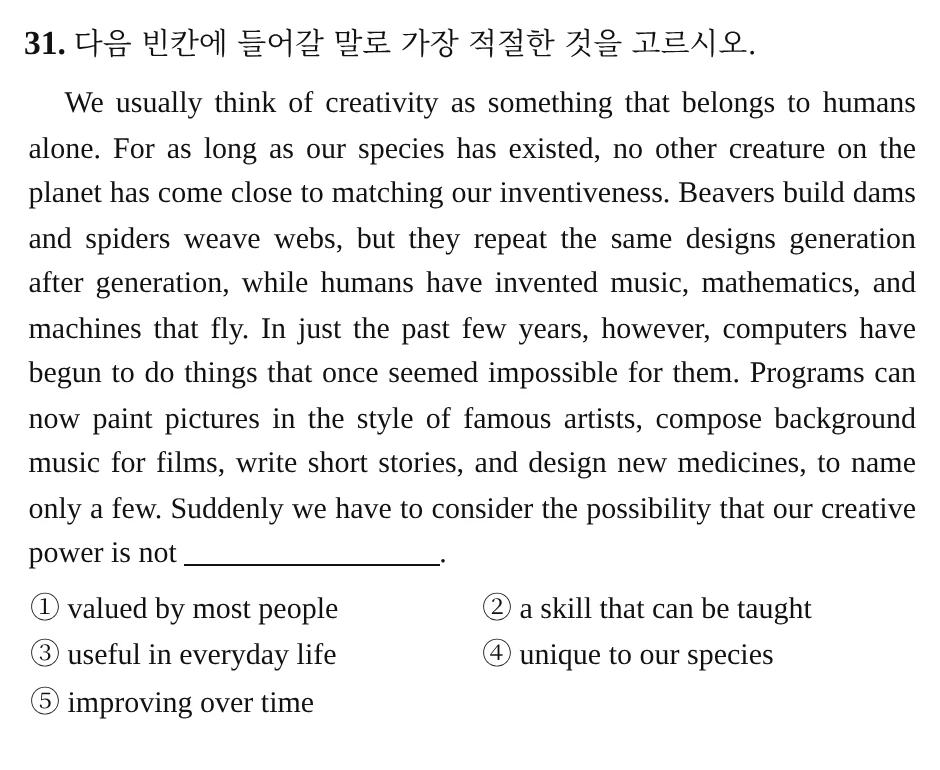 31. 다음 빈칸에 들어갈 말로 가장 적절한 것을 고르시오.
We usually think of creativity as something that belongs to humans
alone. For as long as our species has existed, no other creature on the
planet has come close to matching our inventiveness. Beavers build dams
and spiders weave webs, but they repeat the same designs generation
after generation, while humans have invented music, mathematics, and
machines that fly. In just the past few years, however, computers have
begun to do things that once seemed impossible for them. Programs can
now paint pictures in the style of famous artists, compose background
music for films, write short stories, and design new medicines, to name
only a few. Suddenly we have to consider the possibility that our creative
power is not ____________________.
① valued by most people ② a skill that can be taught
③ useful in everyday life ④ unique to our species
⑤ improving over time